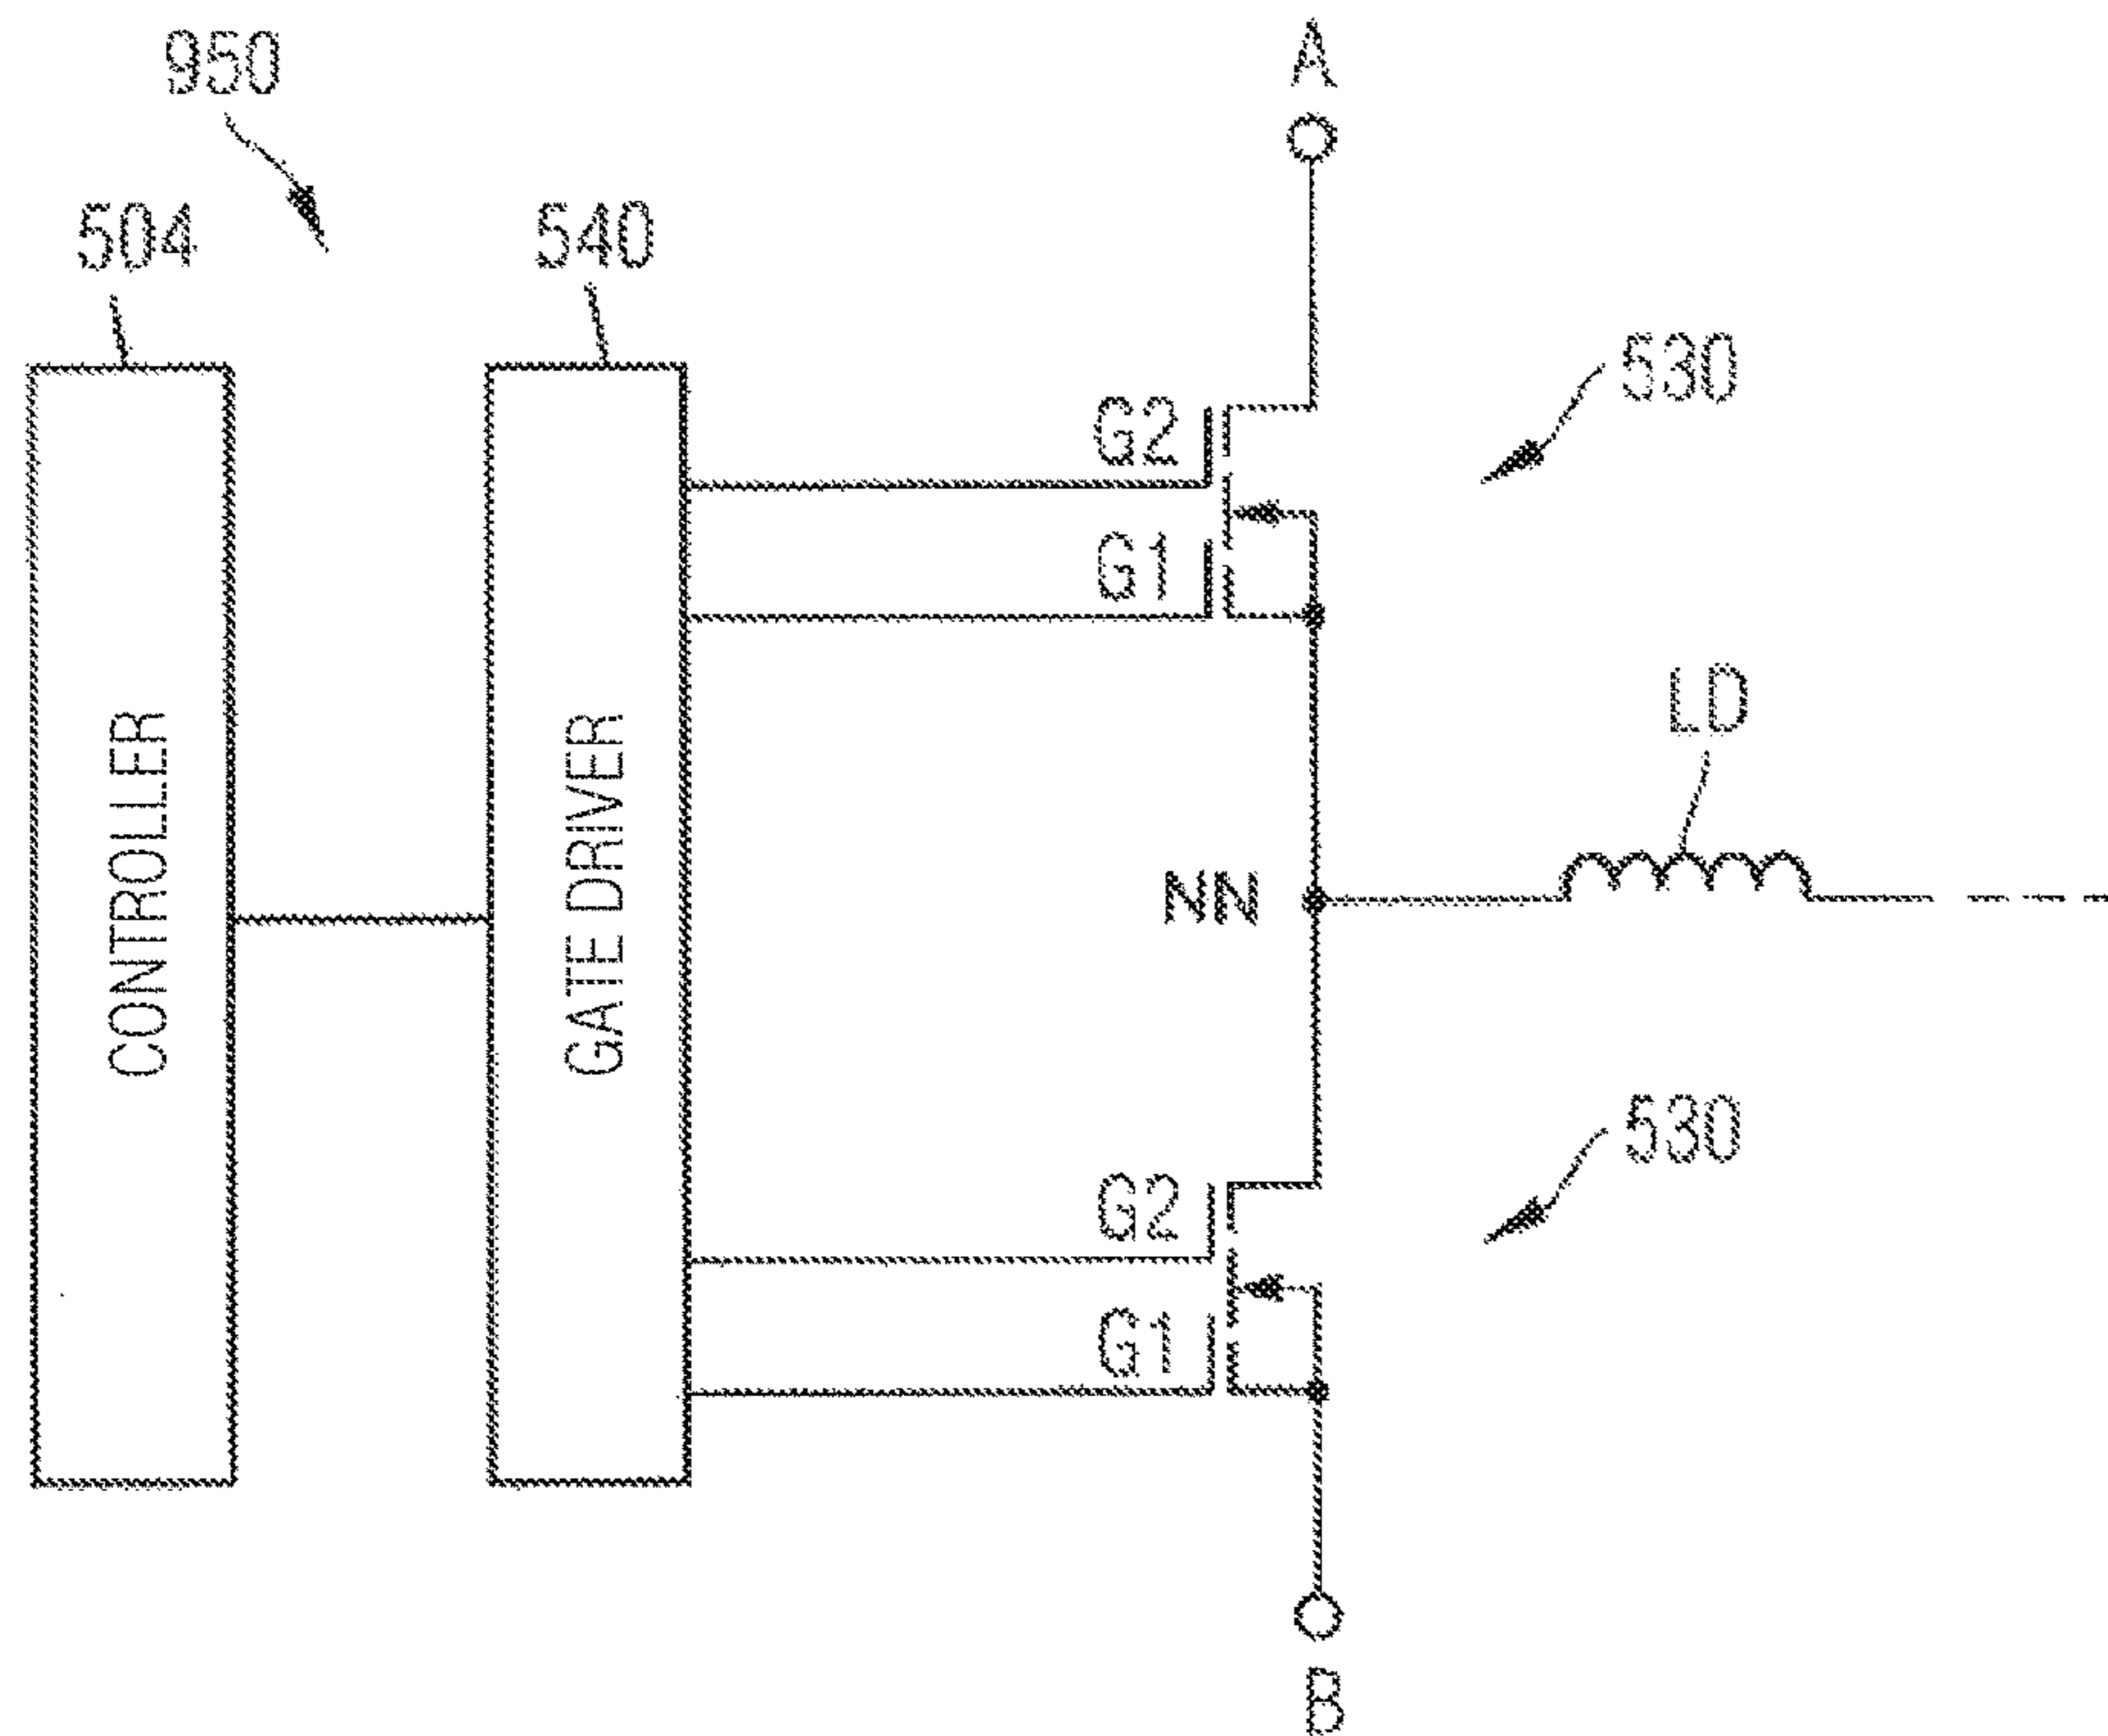 950
A
504
540
530
G2
G1
LD
CONTROLLER
GATE DRIVER
NN
530
G2
G1
B